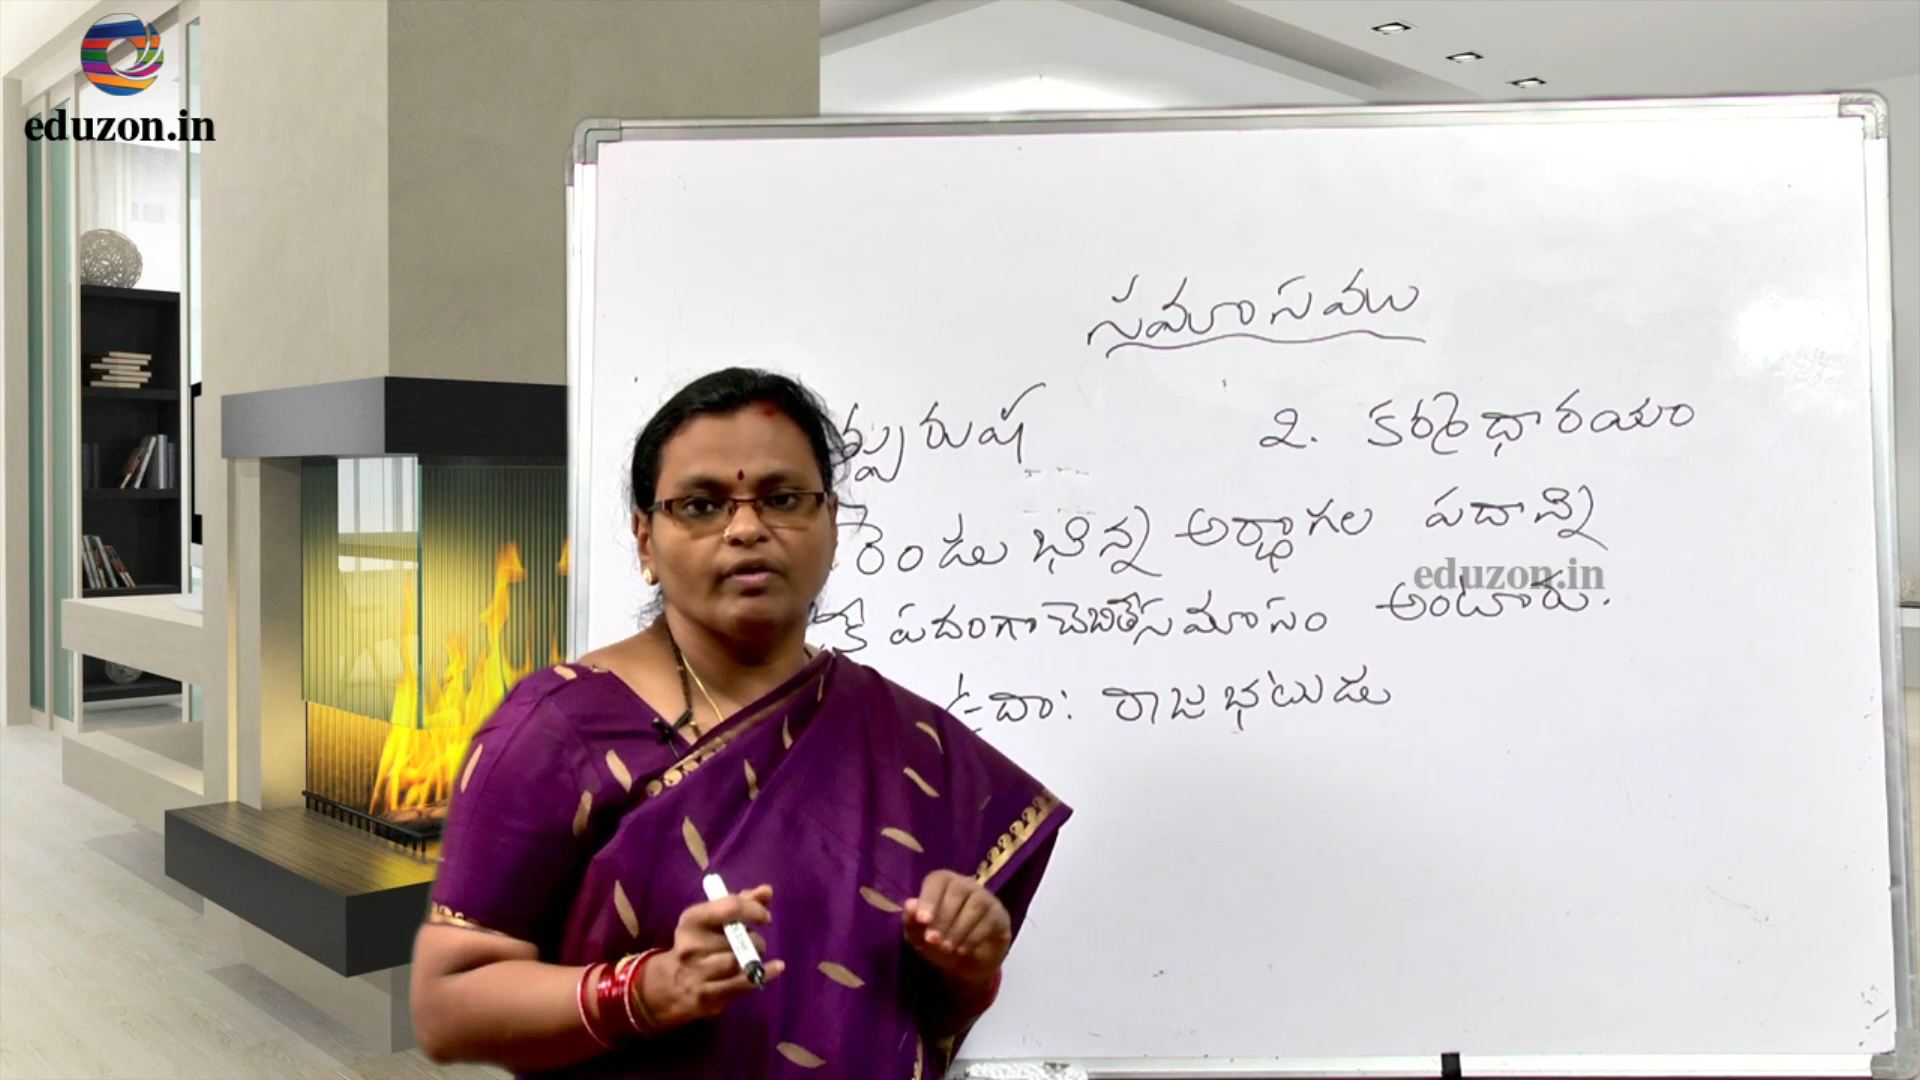 eduzon.in
సమాసము
2. కర్మధారయం
రెండు భిన్న అర్థాగల పదాన్ని
eduzon.in
పదంగా చెబితే సమాసం అంటారు.
ఉదా: రాజభటుడు